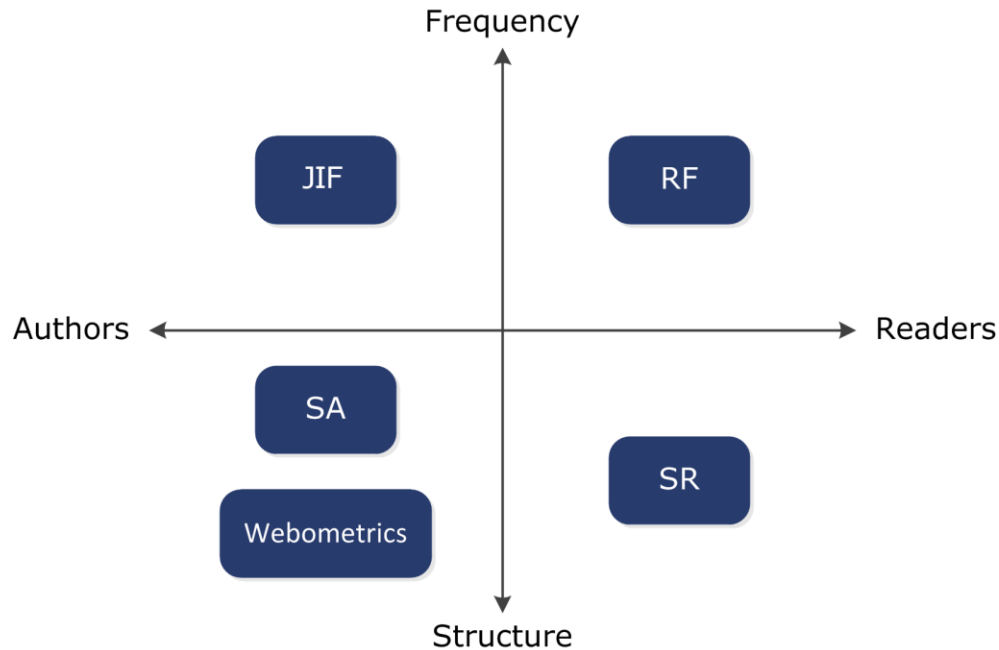 Frequency
JIF
RF
Authors
Readers
SA
SR
Webometrics
Structure